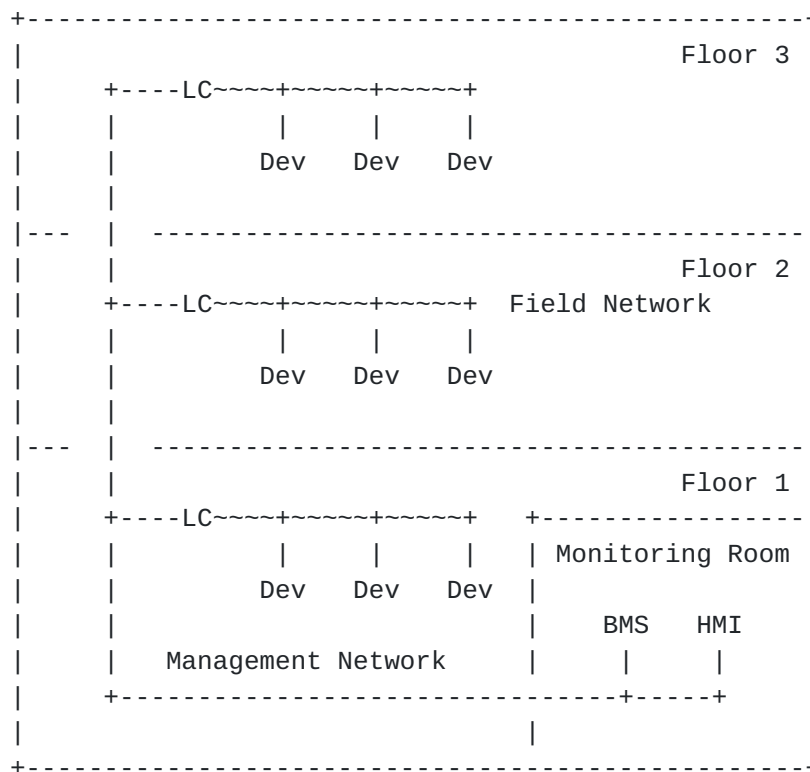 Floor 3
LC
Dev Dev Dev
Floor 2
LC Field Network
Dev Dev Dev
Floor 1
LC
Monitoring Room
Dev Dev Dev
BMS HMI
Management Network